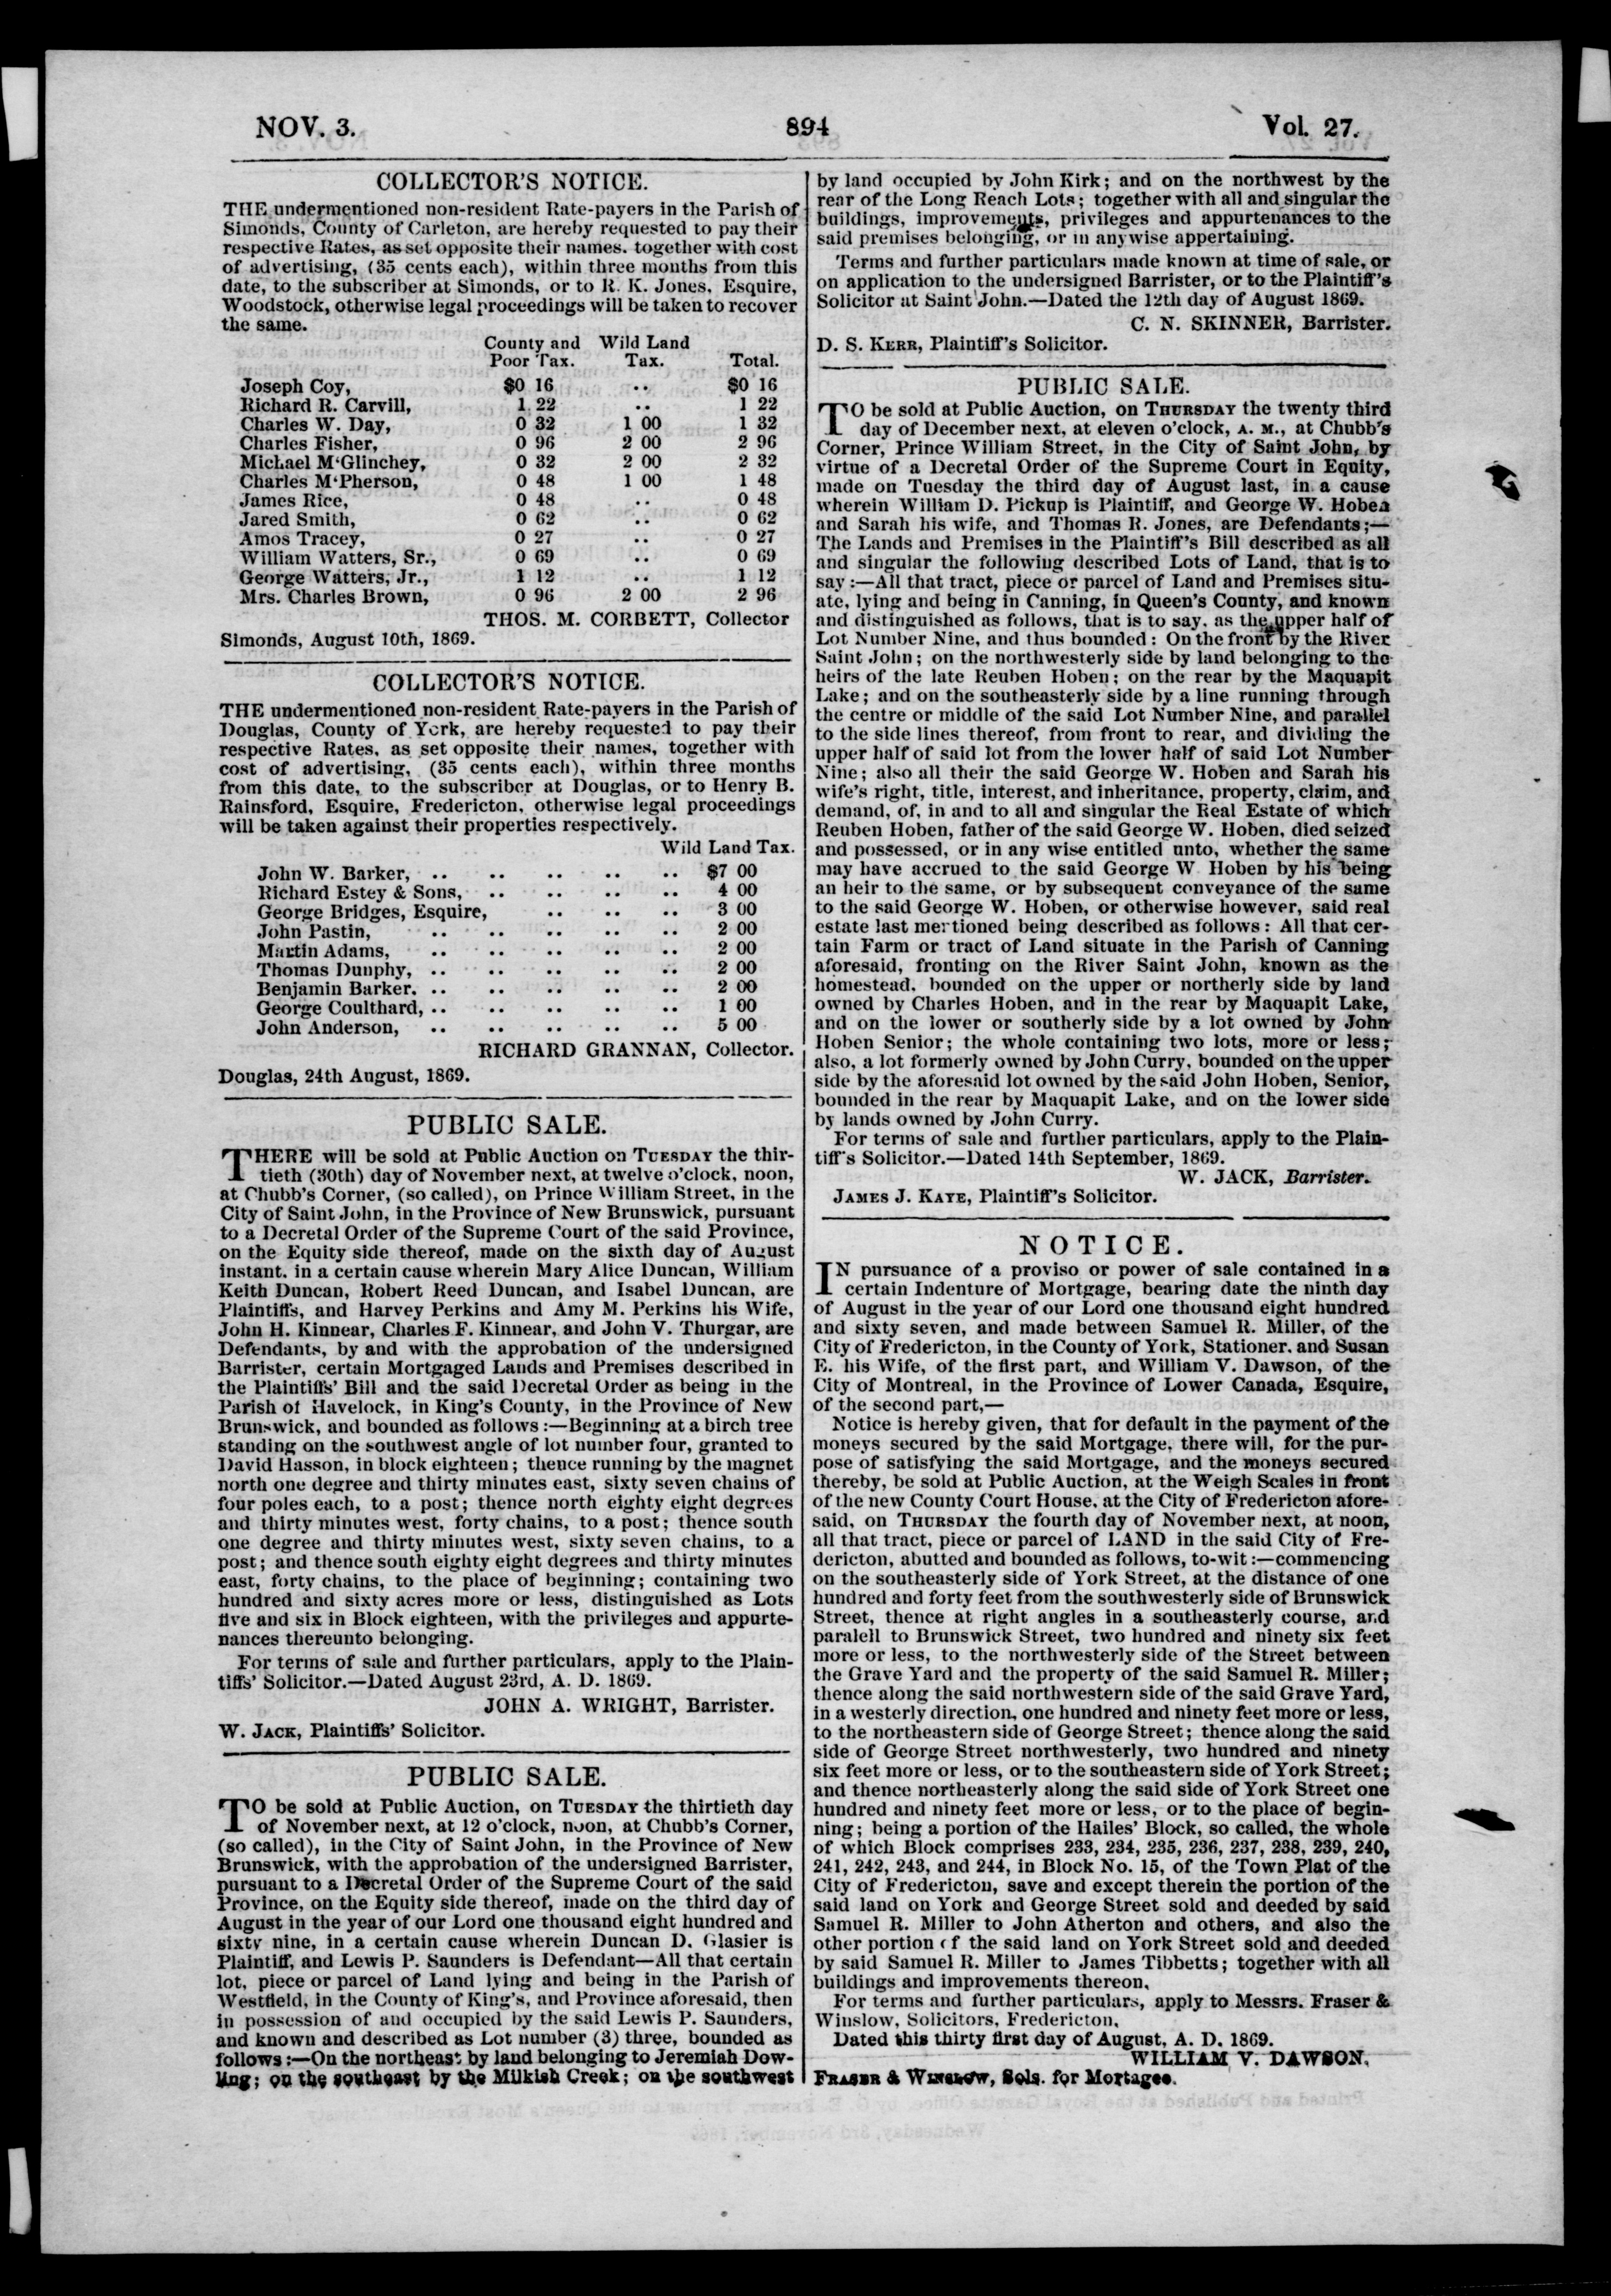 NOV. 3. 894 Vol. 27.
COLLECTOR'S NOTICE.
THE undermentioned non-resident Rate-payers in the Parish of
Simonds, County of Carleton, are hereby requested to pay their
respective Rates, as set opposite their names, together with cost
of advertising, (35 cents each), within three months from this
date, to the subscriber at Simonds, or to R. K. Jones, Esquire,
Woodstock, otherwise legal proceedings will be taken to recover
the same.
County and Wild Land
Poor Tax. Tax. Total.
Joseph Coy, $0 16 .. $0 16
Richard R. Carvill, 1 22 .. 1 22
Charles W. Day, 0 32 1 00 1 32
Charles Fisher, 0 96 2 00 2 96
Michael M'Glinchey, 0 32 2 00 2 32
Charles M'Pherson, 0 48 1 00 1 48
James Rice, 0 48 .. 0 48
Jared Smith, 0 62 .. 0 62
Amos Tracey, 0 27 .. 0 27
William Watters, Sr., 0 69 .. 0 69
George Watters, Jr., 1 12 .. 1 12
Mrs. Charles Brown, 0 96 2 00 2 96
THOS. M. CORBETT, Collector
Simonds, August 10th, 1869.
COLLECTOR'S NOTICE.
THE undermentioned non-resident Rate-payers in the Parish of
Douglas, County of York, are hereby requested to pay their
respective Rates, as set opposite their names, together with
cost of advertising, (35 cents each), within three months
from this date, to the subscriber at Douglas, or to Henry B.
Rainsford, Esquire, Fredericton, otherwise legal proceedings
will be taken against their properties respectively.
Wild Land Tax.
John W. Barker, .. .. .. .. .. $7 00
Richard Estey & Sons, .. .. .. .. 4 00
George Bridges, Esquire, .. .. .. 3 00
John Pastin, .. .. .. .. .. 2 00
Martin Adams, .. .. .. .. .. 2 00
Thomas Dunphy, .. .. .. .. .. 2 00
Benjamin Barker. .. .. .. .. .. 2 00
George Coulthard, .. .. .. .. .. 1 00
John Anderson, .. .. .. .. .. 5 00
RICHARD GRANNAN, Collector.
Douglas, 24th August, 1869.
PUBLIC SALE.
THERE will be sold at Public Auction on TUESDAY the thir-
tieth (30th) day of November next, at twelve o'clock, noon,
at Chubb's Corner, (so called), on Prince William Street, in the
City of Saint John, in the Province of New Brunswick, pursuant
to a Decretal Order of the Supreme Court of the said Province,
on the Equity side thereof, made on the sixth day of August
instant. in a certain cause wherein Mary Alice Duncan, William
Keith Duncan, Robert Reed Duncan, and Isabel Duncan, are
Plaintiffs, and Harvey Perkins and Amy M. Perkins his Wife,
John H. Kinnear, Charles F. Kinnear, and John V. Thurgar, are
Defendants, by and with the approbation of the undersigned
Barrister, certain Mortgaged Lands and Premises described in
the Plaintiffs' Bill and the said Decretal Order as being in the
Parish of Havelock, in King's County, in the Province of New
Brunswick, and bounded as follows :—Beginning at a birch tree
standing on the southwest angle of lot number four, granted to
David Hasson, in block eighteen; thence running by the magnet
north one degree and thirty minutes east, sixty seven chains of
four poles each, to a post; thence north eighty eight degrees
and thirty minutes west, forty chains, to a post; thence south
one degree and thirty minutes west, sixty seven chains, to a
post; and thence south eighty eight degrees and thirty minutes
east, forty chains, to the place of beginning; containing two
hundred and sixty acres more or less, distinguished as Lots
five and six in Block eighteen, with the privileges and appurte-
nances thereunto belonging.
For terms of sale and further particulars, apply to the Plain-
tiffs' Solicitor.—Dated August 23rd, A. D. 1869.
JOHN A. WRIGHT, Barrister.
W. JACK, Plaintiffs' Solicitor.
PUBLIC SALE.
TO be sold at Public Auction, on TUESDAY the thirtieth day
of November next, at 12 o'clock, noon, at Chubb's Corner,
(so called), in the City of Saint John, in the Province of New
Brunswick, with the approbation of the undersigned Barrister,
pursuant to a Decretal Order of the Supreme Court of the said
Province, on the Equity side thereof, made on the third day of
August in the year of our Lord one thousand eight hundred and
sixty nine, in a certain cause wherein Duncan D. Glasier is
Plaintiff, and Lewis P. Saunders is Defendant—All that certain
lot, piece or parcel of Land lying and being in the Parish of
Westfield, in the County of King's, and Province aforesaid, then
in possession of and occupied by the said Lewis P. Saunders,
and known and described as Lot number (3) three, bounded as
follows :—On the northeast by land belonging to Jeremiah Dow-
ling; on the southeast by the Milkish Creek; on the southwest
by land occupied by John Kirk; and on the northwest by the
rear of the Long Reach Lots; together with all and singular the
buildings, improvements, privileges and appurtenances to the
said premises belonging, or in anywise appertaining.
Terms and further particulars made known at time of sale, or
on application to the undersigned Barrister, or to the Plaintiff's
Solicitor at Saint John.—Dated the 12th day of August 1869.
C. N. SKINNER, Barrister.
D. S. KERR, Plaintiff's Solicitor.
PUBLIC SALE.
TO be sold at Public Auction, on THURSDAY the twenty third
day of December next, at eleven o'clock, A. M., at Chubb's
Corner, Prince William Street, in the City of Saint John, by
virtue of a Decretal Order of the Supreme Court in Equity,
made on Tuesday the third day of August last, in a cause
wherein William D. Pickup is Plaintiff, and George W. Hoben
and Sarah his wife, and Thomas R. Jones, are Defendants;—
The Lands and Premises in the Plaintiff's Bill described as all
and singular the following described Lots of Land, that is to
say :—All that tract, piece or parcel of Land and Premises situ-
ate, lying and being in Canning, in Queen's County, and known
and distinguished as follows, that is to say, as the upper half of
Lot Number Nine, and thus bounded : On the front by the River
Saint John; on the northwesterly side by land belonging to the
heirs of the late Reuben Hoben; on the rear by the Maquapit
Lake; and on the southeasterly side by a line running through
the centre or middle of the said Lot Number Nine, and parallel
to the side lines thereof, from front to rear, and dividing the
upper half of said lot from the lower half of said Lot Number
Nine; also all their the said George W. Hoben and Sarah his
wife's right, title, interest, and inheritance, property, claim, and
demand, of, in and to all and singular the Real Estate of which
Reuben Hoben, father of the said George W. Hoben, died seized
and possessed, or in any wise entitled unto, whether the same
may have accrued to the said George W Hoben by his being
an heir to the same, or by subsequent conveyance of the same
to the said George W. Hoben, or otherwise however, said real
estate last mertioned being described as follows : All that cer-
tain Farm or tract of Land situate in the Parish of Canning
aforesaid, fronting on the River Saint John, known as the
homestead, bounded on the upper or northerly side by land
owned by Charles Hoben, and in the rear by Maquapit Lake,
and on the lower or southerly side by a lot owned by John
Hoben Senior; the whole containing two lots, more or less;
also, a lot formerly owned by John Curry, bounded on the upper
side by the aforesaid lot owned by the said John Hoben, Senior,
bounded in the rear by Maquapit Lake, and on the lower side
by lands owned by John Curry.
For terms of sale and further particulars, apply to the Plain-
tiff's Solicitor.—Dated 14th September, 1869.
W. JACK, Barrister.
JAMES J. KAYE, Plaintiff's Solicitor.
NOTICE.
IN pursuance of a proviso or power of sale contained in a
certain Indenture of Mortgage, bearing date the ninth day
of August in the year of our Lord one thousand eight hundred
and sixty seven, and made between Samuel R. Miller, of the
City of Fredericton, in the County of York, Stationer. and Susan
E. his Wife, of the first part, and William V. Dawson, of the
City of Montreal, in the Province of Lower Canada, Esquire,
of the second part,—
Notice is hereby given, that for default in the payment of the
moneys secured by the said Mortgage, there will, for the pur-
pose of satisfying the said Mortgage, and the moneys secured
thereby, be sold at Public Auction, at the Weigh Scales in front
of the new County Court House, at the City of Fredericton afore-
said, on THURSDAY the fourth day of November next, at noon,
all that tract, piece or parcel of LAND in the said City of Fre-
dericton, abutted and bounded as follows, to-wit :—commencing
on the southeasterly side of York Street, at the distance of one
hundred and forty feet from the southwesterly side of Brunswick
Street, thence at right angles in a southeasterly course, and
paralell to Brunswick Street, two hundred and ninety six feet
more or less, to the northwesterly side of the Street between
the Grave Yard and the property of the said Samuel R. Miller;
thence along the said northwestern side of the said Grave Yard,
in a westerly direction, one hundred and ninety feet more or less,
to the northeastern side of George Street; thence along the said
side of George Street northwesterly, two hundred and ninety
six feet more or less, or to the southeastern side of York Street;
and thence northeasterly along the said side of York Street one
hundred and ninety feet more or less, or to the place of begin-
ning; being a portion of the Hailes' Block, so called, the whole
of which Block comprises 233, 234, 235, 236, 237, 238, 239, 240,
241, 242, 243, and 244, in Block No. 15, of the Town Plat of the
City of Fredericton, save and except therein the portion of the
said land on York and George Street sold and deeded by said
Samuel R. Miller to John Atherton and others, and also the
other portion of the said land on York Street sold and deeded
by said Samuel R. Miller to James Tibbetts; together with all
buildings and improvements thereon.
For terms and further particulars, apply to Messrs. Fraser &
Winslow, Solicitors, Fredericton.
Dated this thirty first day of August, A. D. 1869.
WILLIAM V. DAWSON.
FRASER & WINSLOW, Sols. for Mortagee.